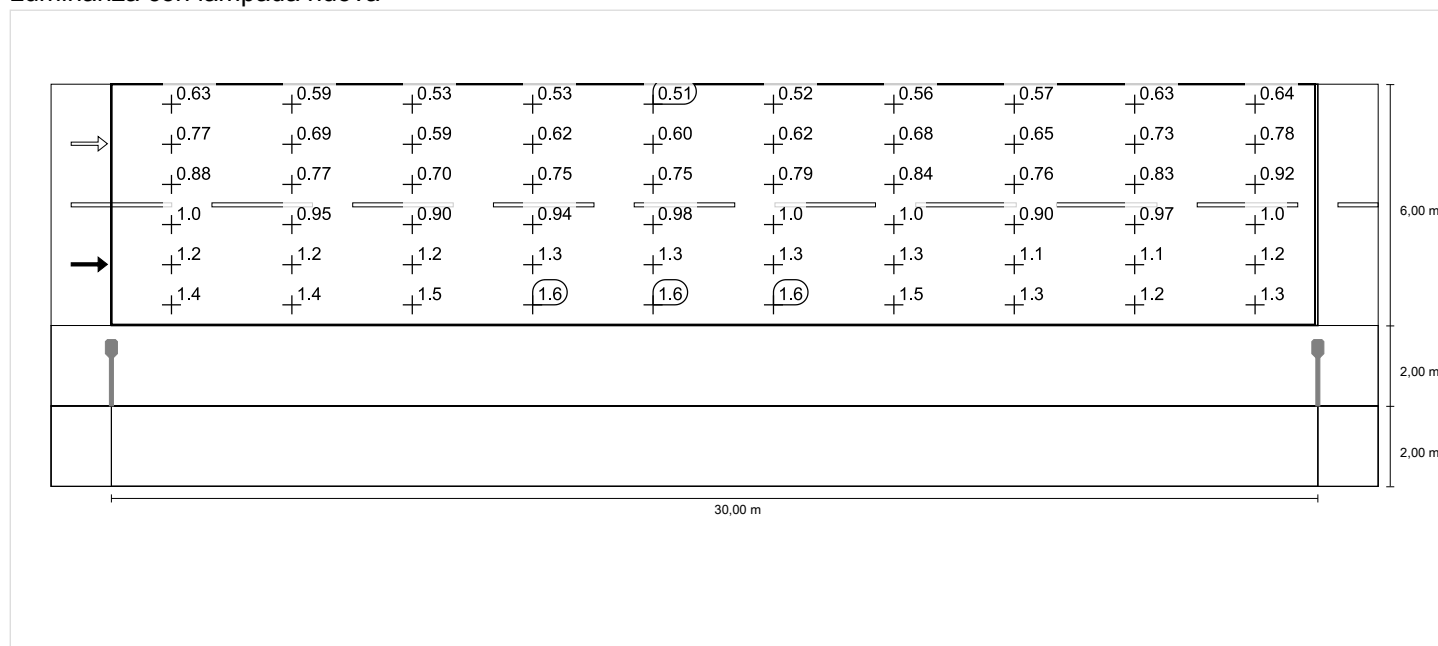 Luminanza con lampada nuova
0.63 0.59 0.53 0.53 0.51 0.52 0.56 0.57 0.63 0.64
0.77 0.69 0.59 0.62 0.60 0.62 0.68 0.65 0.73 0.78
0.88 0.77 0.70 0.75 0.75 0.79 0.84 0.76 0.83 0.92
1.0 0.95 0.90 0.94 0.98 1.0 1.0 0.90 0.97 1.0
6,00 m
1.2 1.2 1.2 1.3 1.3 1.3 1.3 1.1 1.1 1.2
1.4 1.4 1.5 1.6 1.6 1.6 1.5 1.3 1.2 1.3
2,00 m
2,00 m
30,00 m